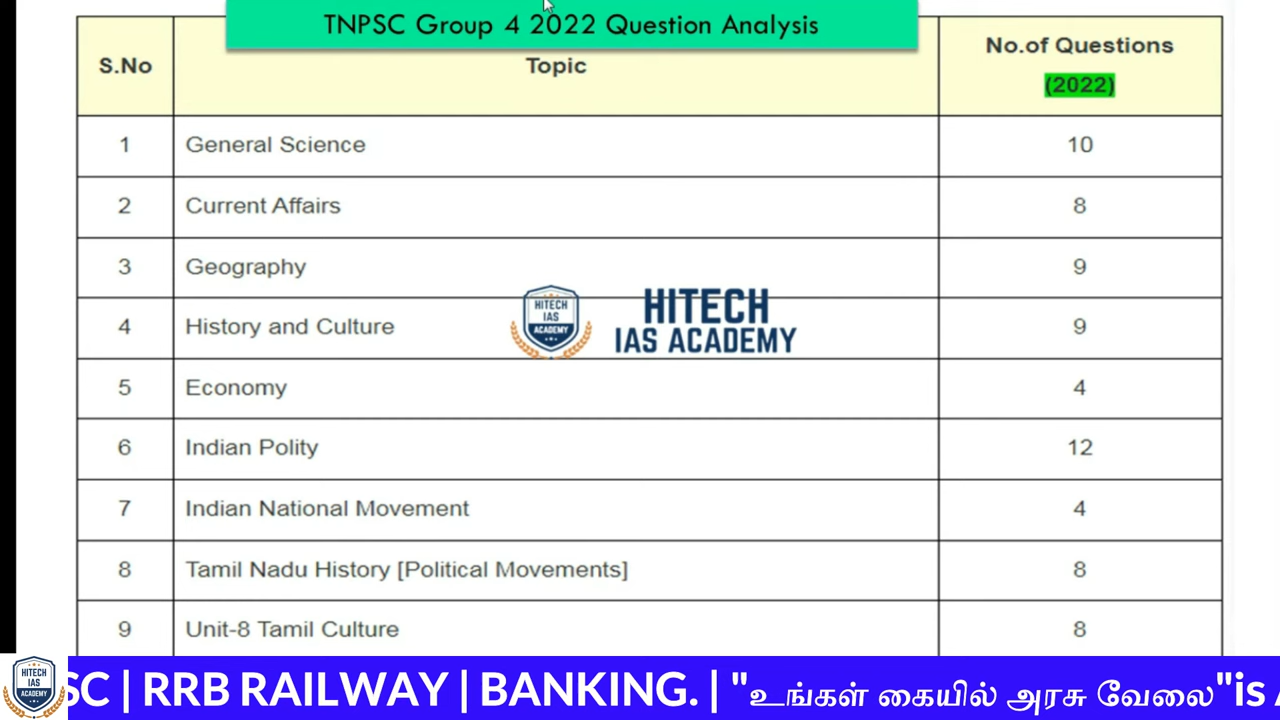 TNPSC Group 4 2022 Question Analysis
S.No Topic No.of Questions
(2022)
1 General Science 10
2 Current Affairs 8
3 Geography 9
HITECH
IAS
ACADEMY
HITECH
IAS ACADEMY
4 History and Culture 9
5 Economy 4
6 Indian Polity 12
7 Indian National Movement 4
8 Tamil Nadu History [Political Movements] 8
9 Unit-8 Tamil Culture 8
HITECH
IAS
ACADEMY
SC | RRB RAILWAY | BANKING. | "உங்கள் கையில் அரசு வேலை"is